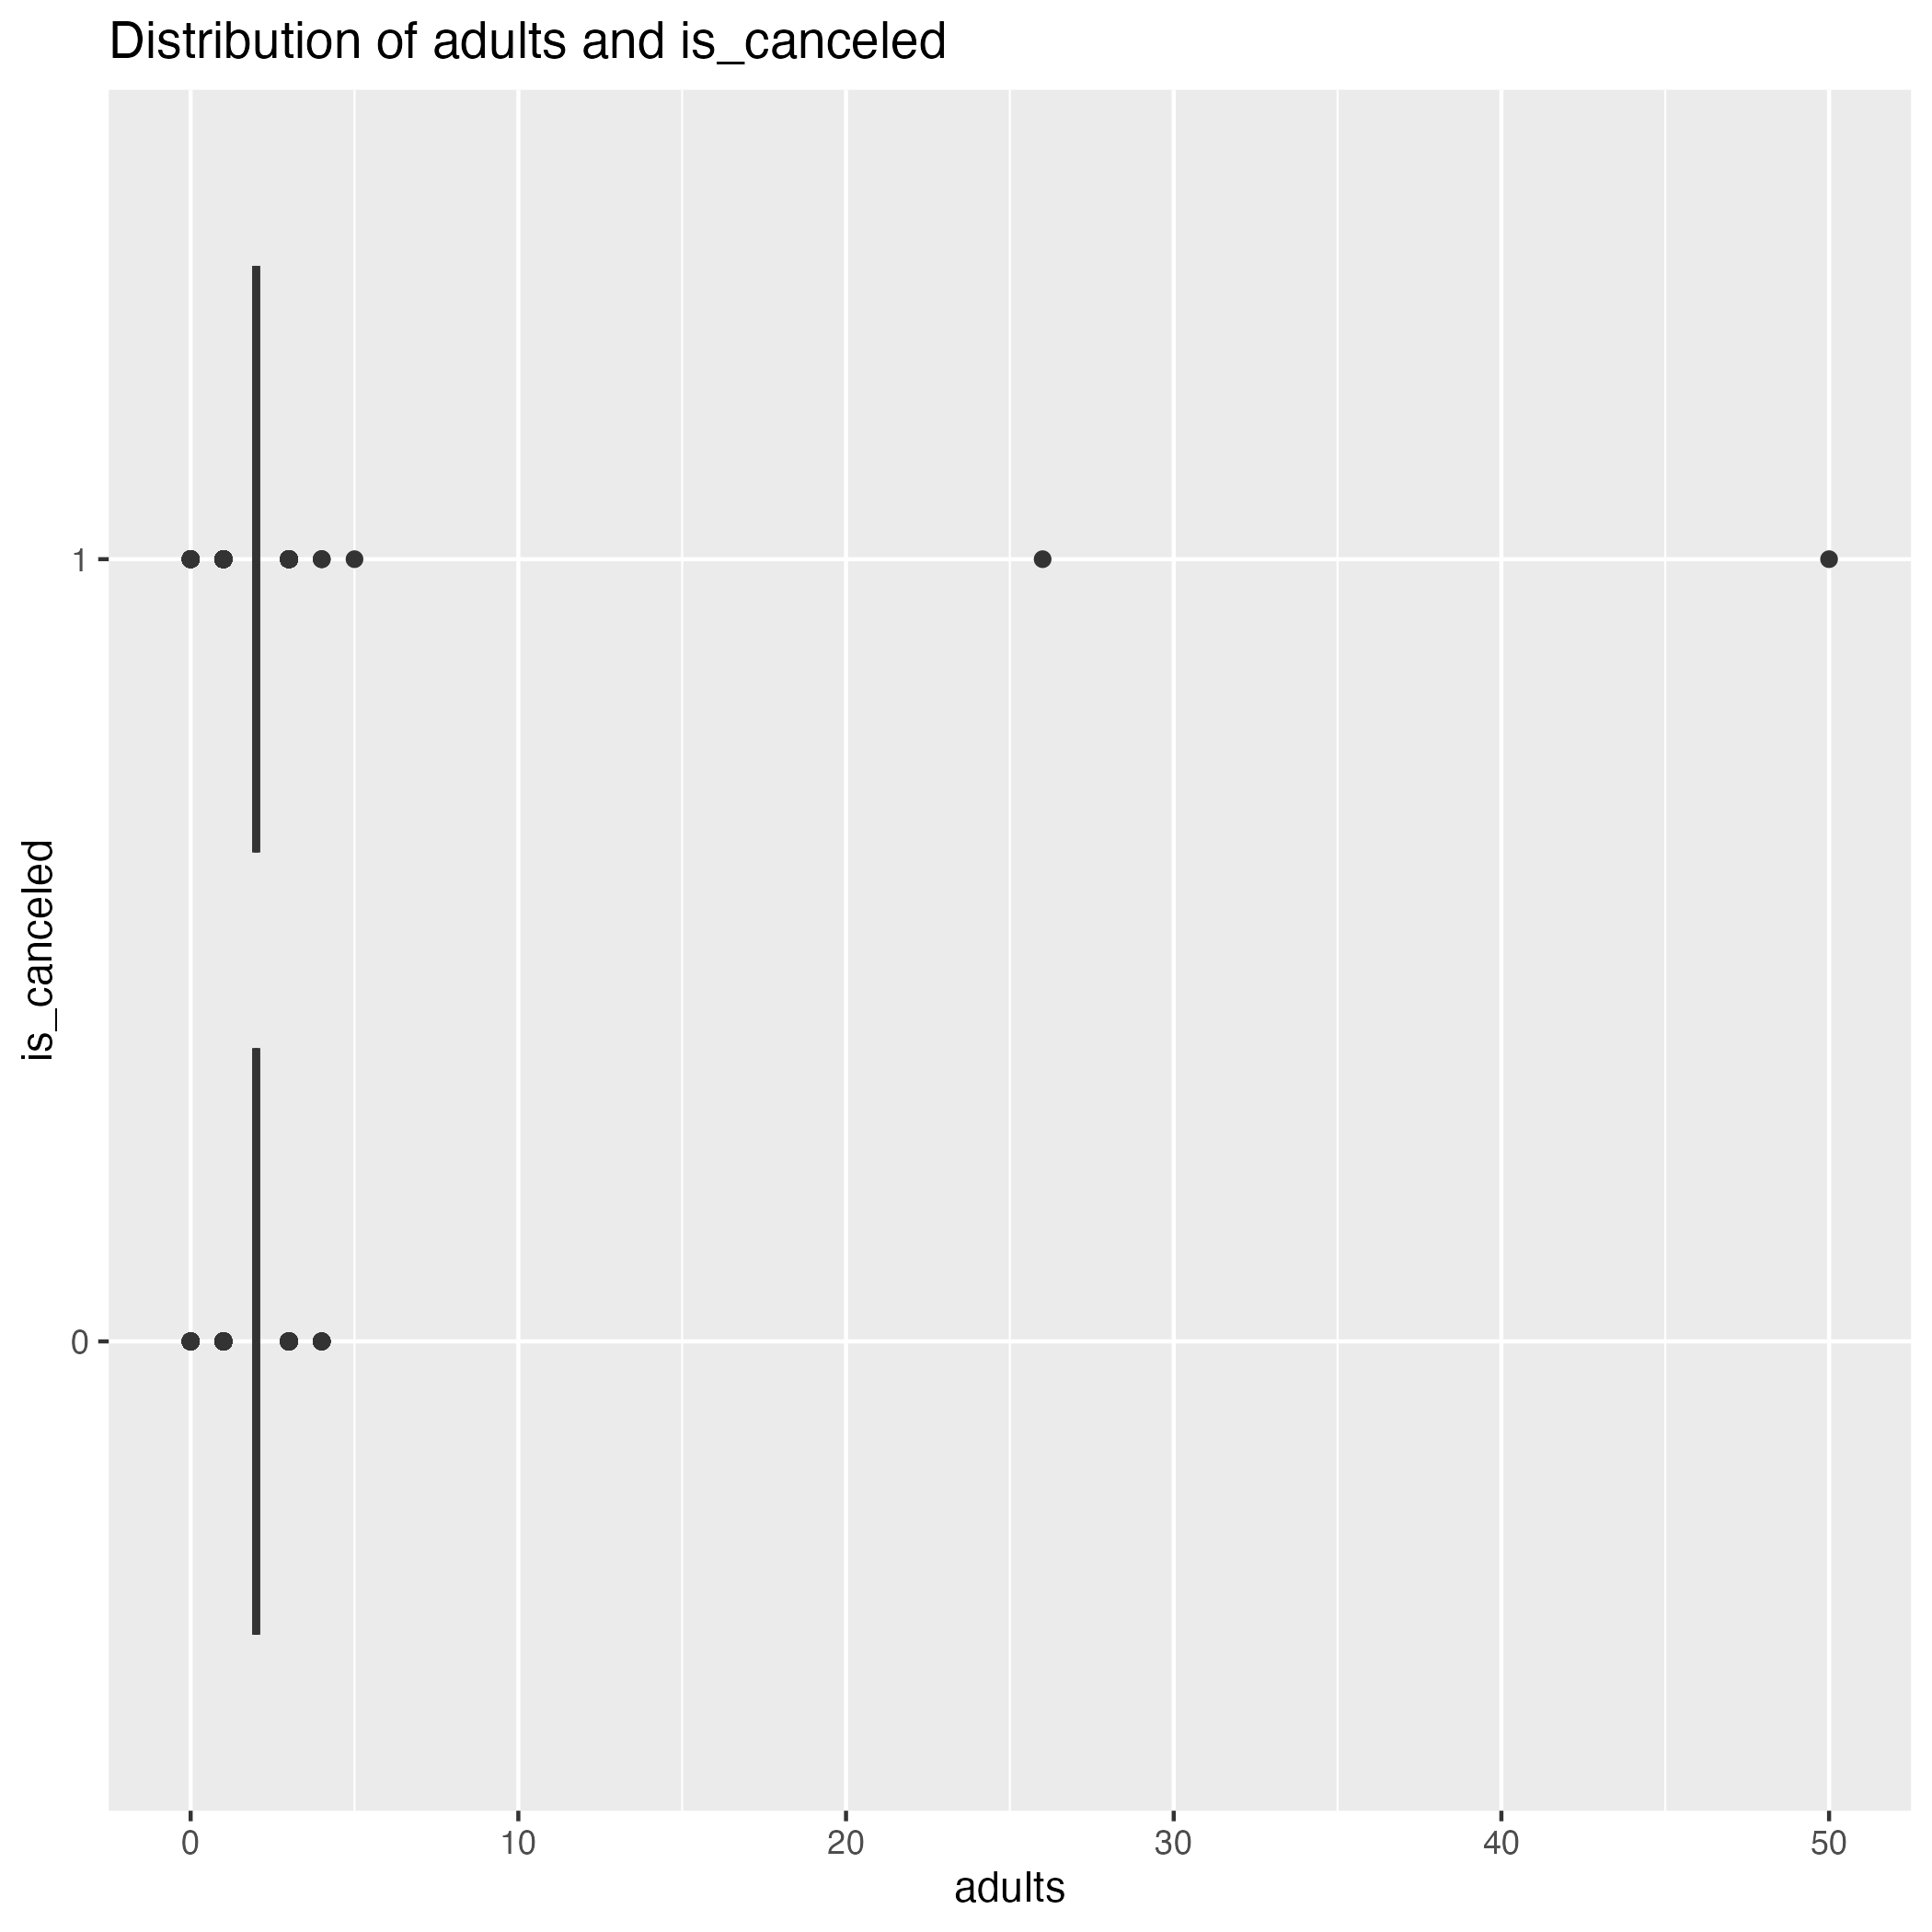 Distribution of adults and is_canceled
is_canceled
1
0
0 10 20 30 40 50
adults